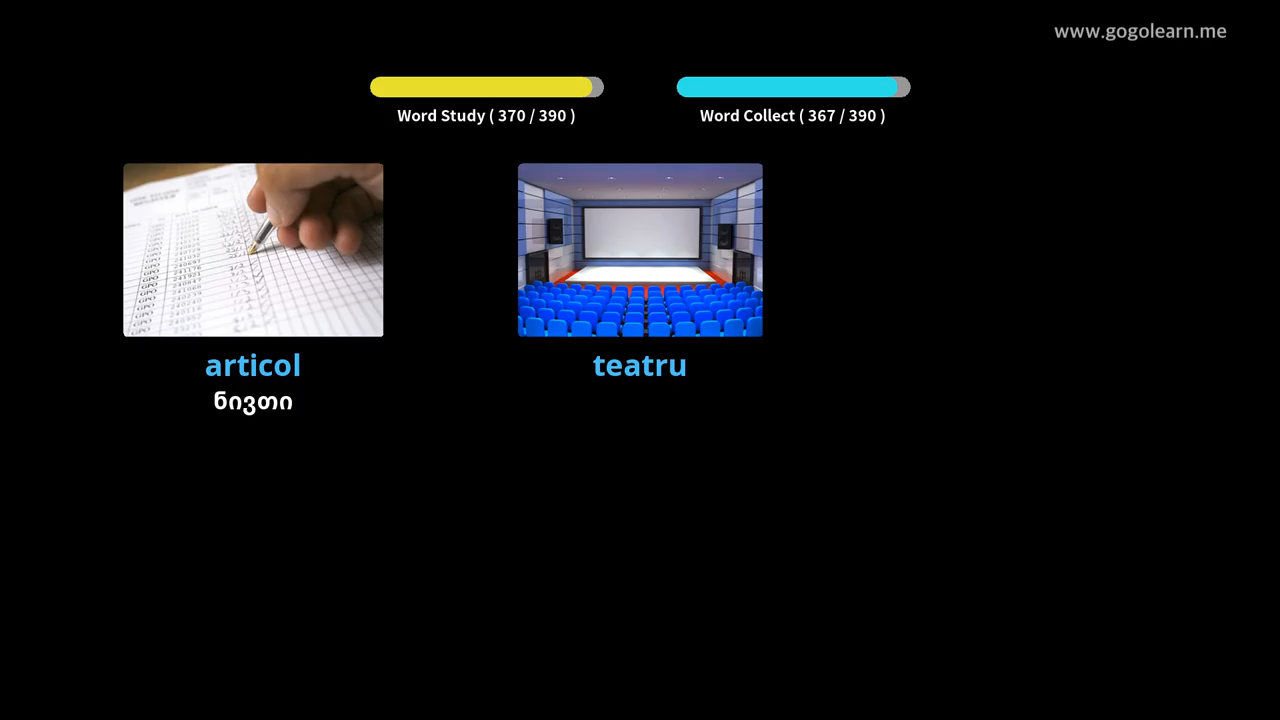 www.gogolearn.me
Word Study ( 370 / 390 )
Word Collect ( 367 / 390 )
articol
ნივთი
teatru